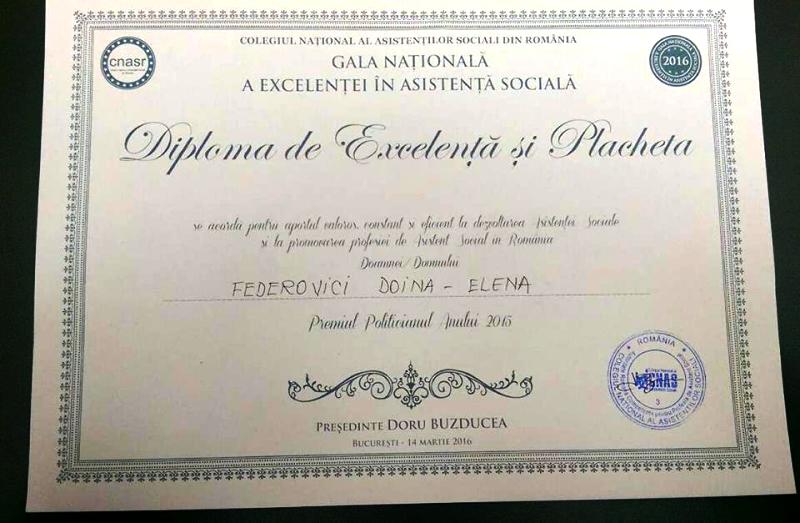 COLEGIUL NAȚIONAL AL ASISTENȚILOR SOCIALI DIN ROMÂNIA
cnasr
GALA NAȚIONALĂ
A EXCELENȚEI ÎN ASISTENȚĂ SOCIALĂ
2016
Diploma de Excelență și Placheta
se acordă pentru aportul valoros, constant și eficient la dezvoltarea Asistenței Sociale
și la promovarea profesiei de Asistent Social în România
Doamnei/Domnului
FEDEROVICI DOINA - ELENA
Premiul Politicianul Anului 2015
ROMÂNIA
COLEGIUL NAȚIONAL AL ASISTENȚILOR SOCIALI
3
PREȘEDINTE DORU BUZDUCEA
BUCUREȘTI - 14 MARTIE 2016